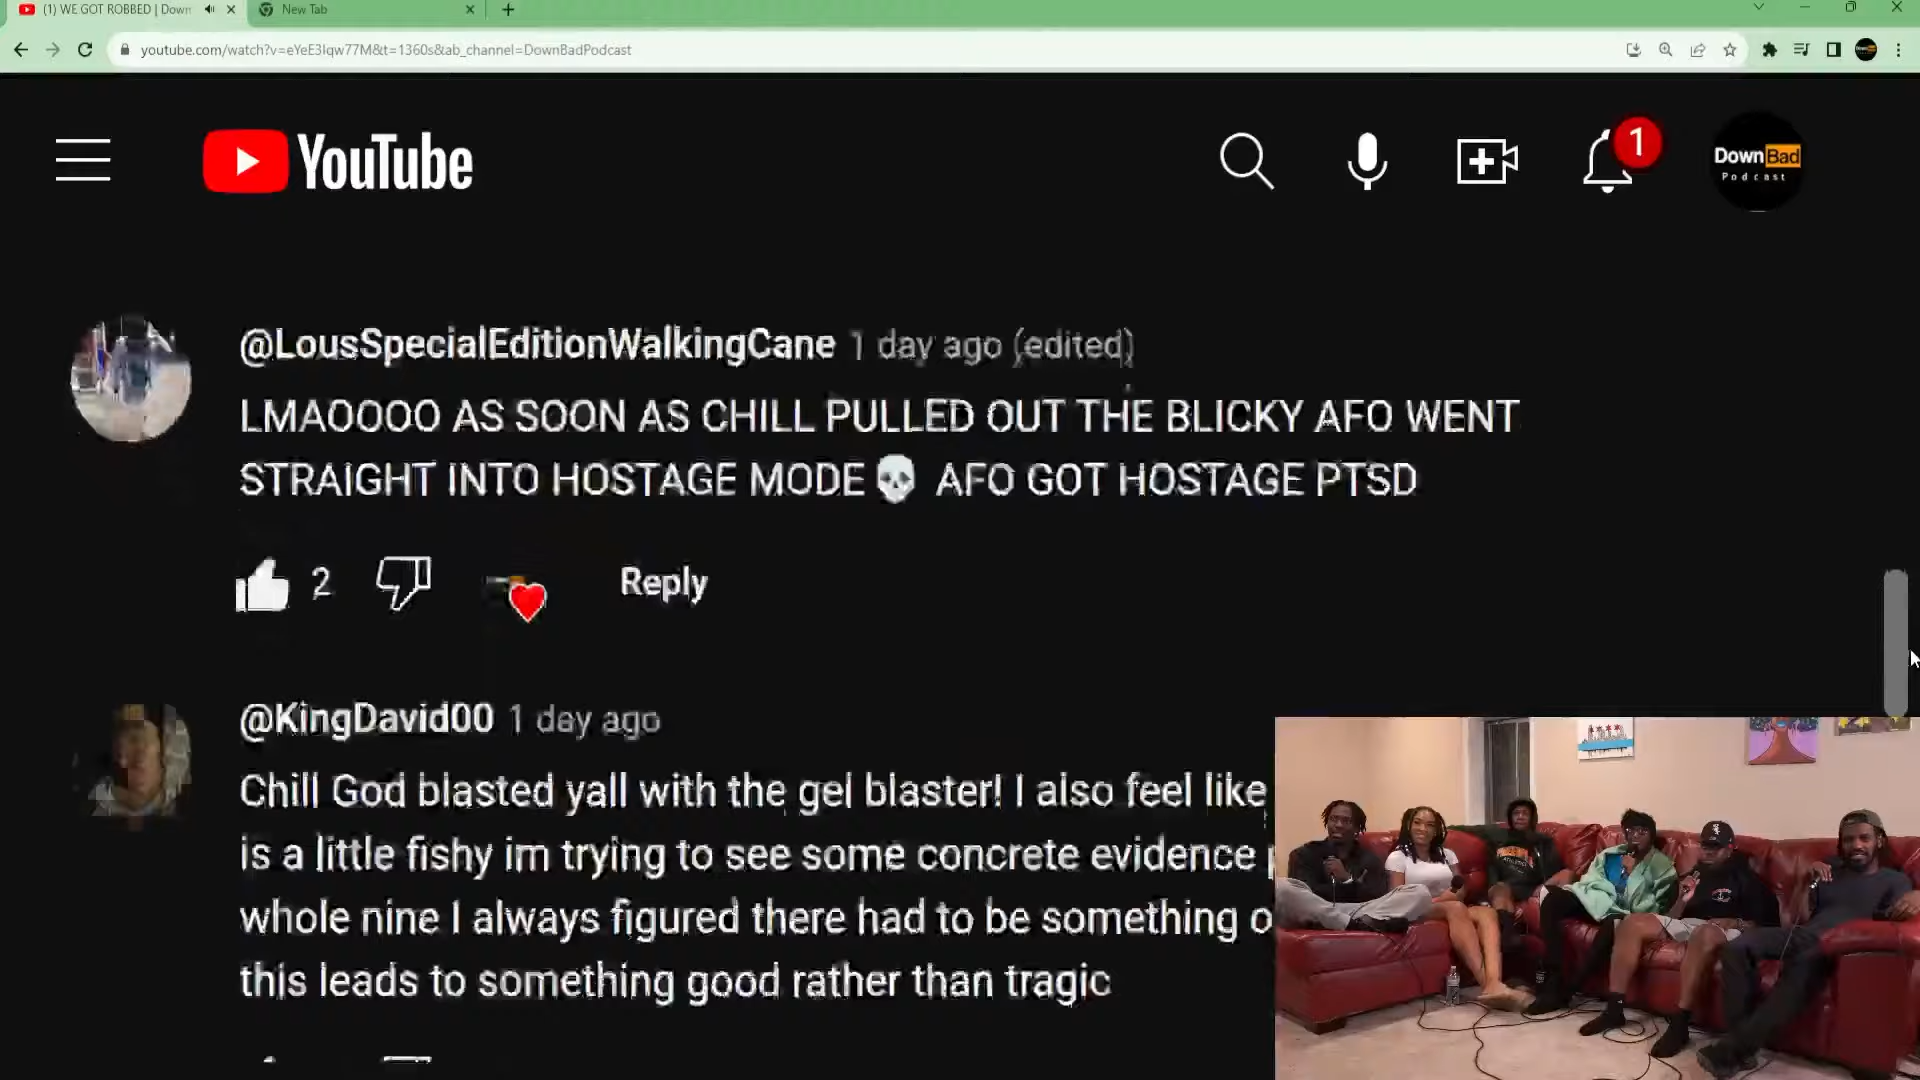 (1) WE GOT ROBBED | Down
New Tab
youtube.com/watch?v=eYeE3Iqw77M&t=1360s&ab_channel=DownBadPodcast
YouTube
1
DownBad
Podcast
@LousSpecialEditionWalkingCane 1 day ago (edited)
LMAOOOO AS SOON AS CHILL PULLED OUT THE BLICKY AFO WENT
STRAIGHT INTO HOSTAGE MODE💀 AFO GOT HOSTAGE PTSD
2
Reply
@KingDavid00 1 day ago
Chill God blasted yall with the gel blaster! I also feel like
is a little fishy im trying to see some concrete evidence
whole nine I always figured there had to be something
this leads to something good rather than tragic